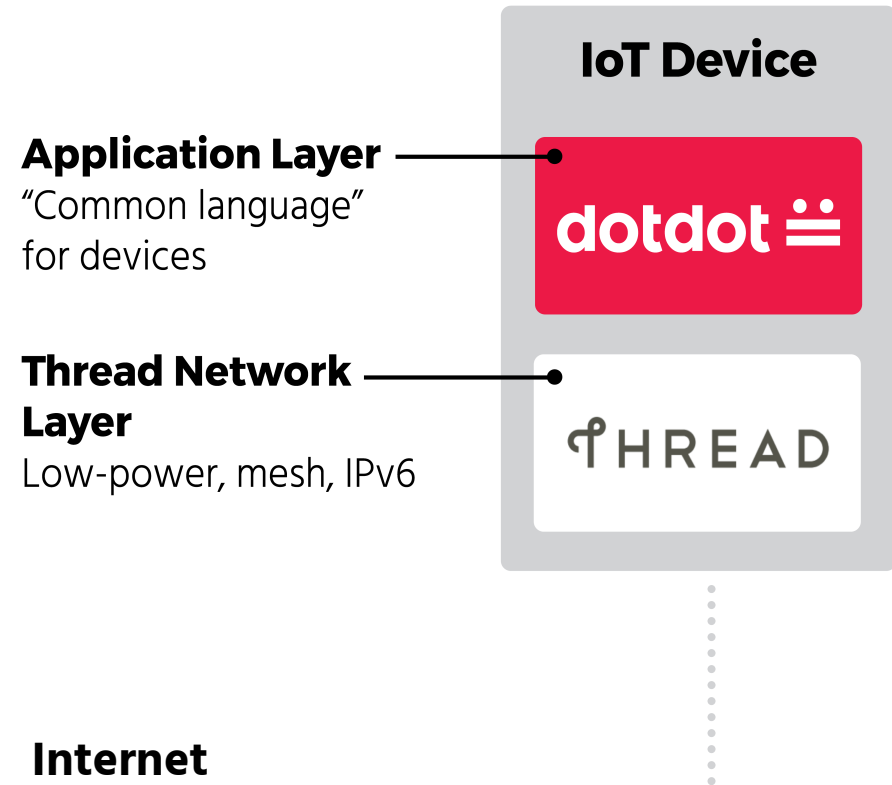 IoT Device
Application Layer
“Common language”
for devices
dotdot
Thread Network
Layer
Low-power, mesh, IPv6
THREAD
Internet